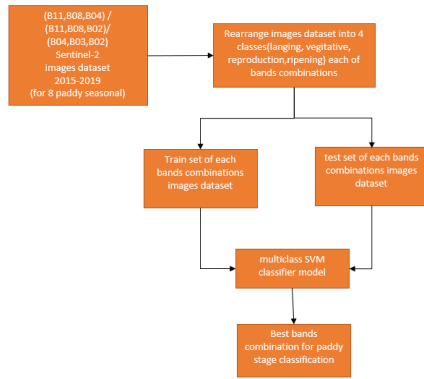 (B11,B08,B04) /
(B11,B08,B02)/
(B04,B03,B02)
Sentinel-2
images dataset
2015-2019
(for 8 paddy seasonal)
Rearrange images dataset into 4
classes(langing, vegitative,
reproduction,ripening) each of
bands combinations
Train set of each
bands combinations
images dataset
test set of each bands
combinations images
dataset
multiclass SVM
classifier model
Best bands
combination for paddy
stage classification